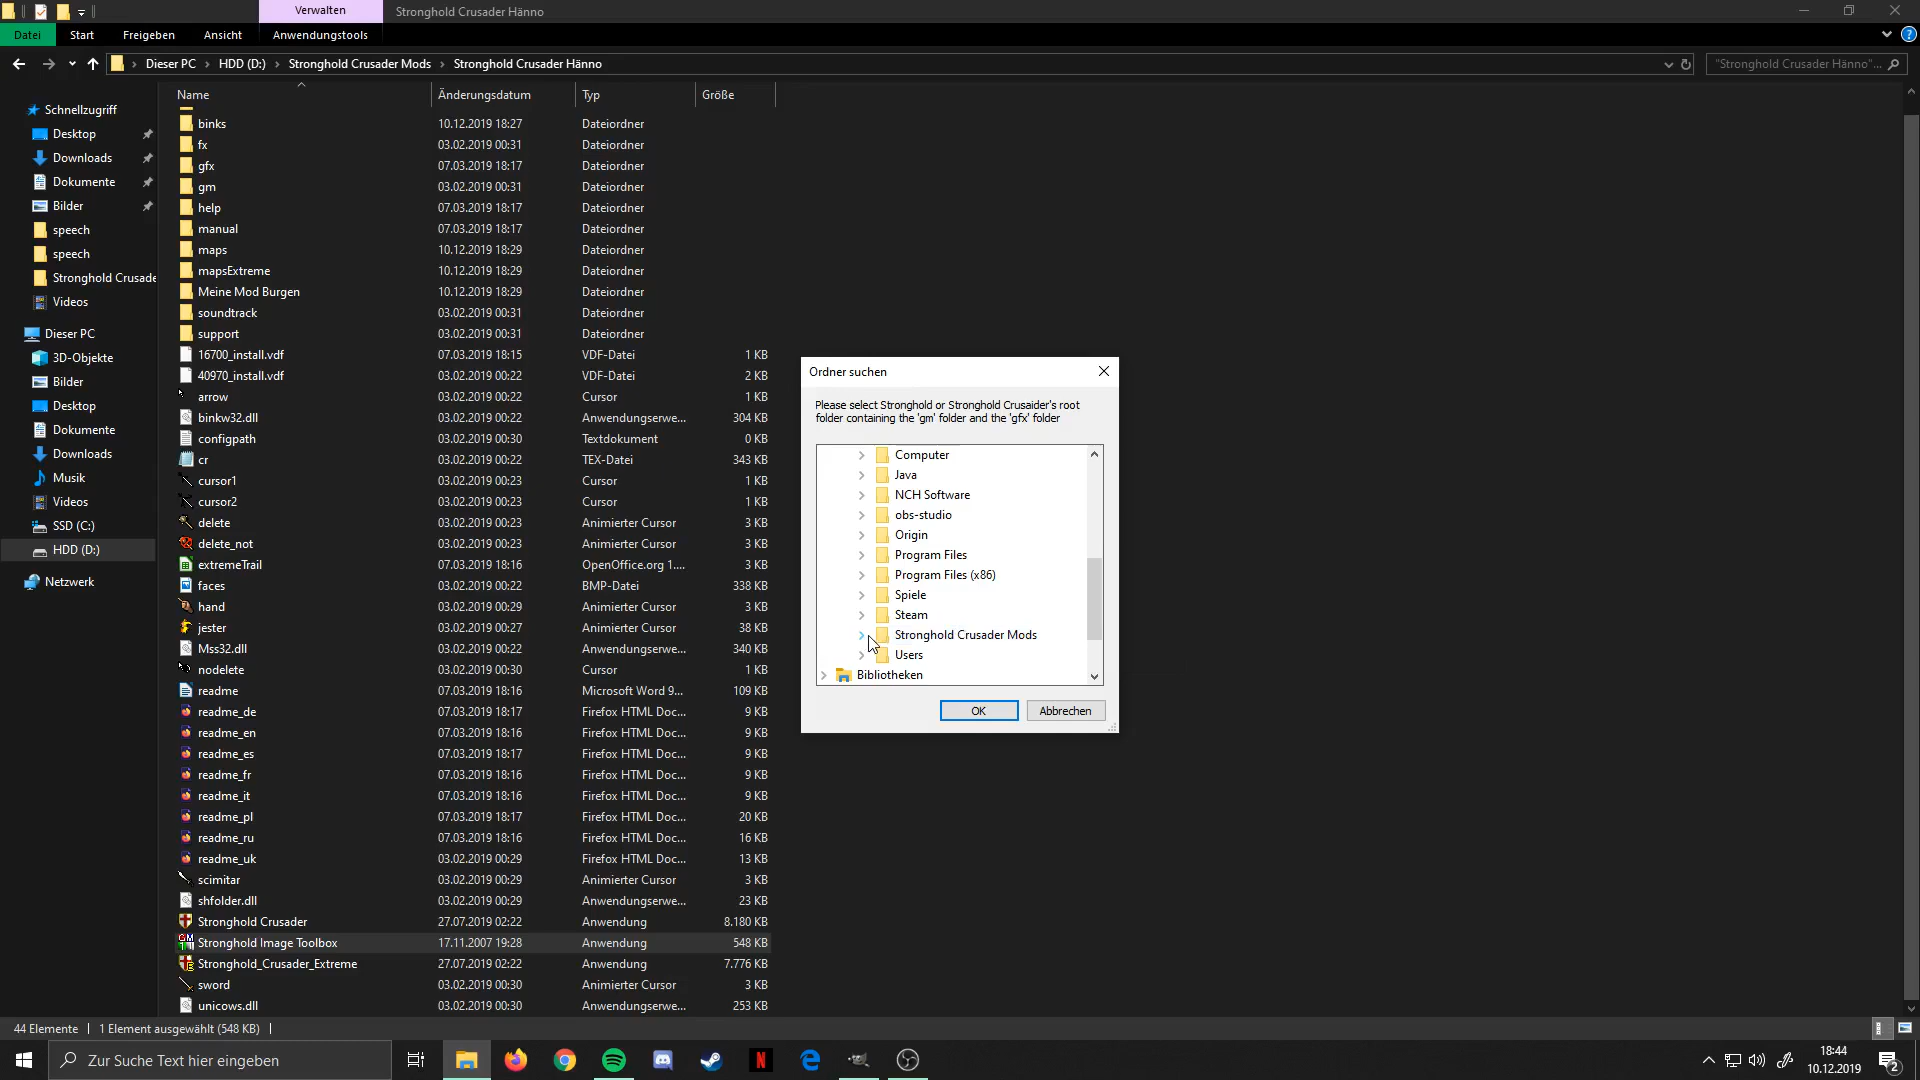 Verwalten
Stronghold Crusader Hänno
Datei
Start
Freigeben
Ansicht
Anwendungstools
Dieser PC
HDD (D:)
Stronghold Crusader Mods
Stronghold Crusader Hänno
"Stronghold Crusader Hänno"...
Name
Änderungsdatum
Typ
Größe
Schnellzugriff
Desktop
Downloads
Dokumente
Bilder
speech
speech
Stronghold Crusade
Videos
Dieser PC
3D-Objekte
Bilder
Desktop
Dokumente
Downloads
Musik
Videos
SSD (C:)
HDD (D:)
Netzwerk
binks 10.12.2019 18:27 Dateiordner
fx 03.02.2019 00:31 Dateiordner
gfx 07.03.2019 18:17 Dateiordner
gm 03.02.2019 00:31 Dateiordner
help 07.03.2019 18:17 Dateiordner
manual 07.03.2019 18:17 Dateiordner
maps 10.12.2019 18:29 Dateiordner
mapsExtreme 10.12.2019 18:29 Dateiordner
Meine Mod Burgen 10.12.2019 18:29 Dateiordner
soundtrack 03.02.2019 00:31 Dateiordner
support 03.02.2019 00:31 Dateiordner
16700_install.vdf 07.03.2019 18:15 VDF-Datei 1 KB
40970_install.vdf 03.02.2019 00:22 VDF-Datei 2 KB
arrow 03.02.2019 00:22 Cursor 1 KB
binkw32.dll 03.02.2019 00:22 Anwendungserwe... 304 KB
configpath 03.02.2019 00:30 Textdokument 0 KB
cr 03.02.2019 00:22 TEX-Datei 343 KB
cursor1 03.02.2019 00:23 Cursor 1 KB
cursor2 03.02.2019 00:23 Cursor 1 KB
delete 03.02.2019 00:23 Animierter Cursor 3 KB
delete_not 03.02.2019 00:23 Animierter Cursor 3 KB
extremeTrail 07.03.2019 18:16 OpenOffice.org 1.... 3 KB
faces 03.02.2019 00:22 BMP-Datei 338 KB
hand 03.02.2019 00:29 Animierter Cursor 3 KB
jester 03.02.2019 00:27 Animierter Cursor 38 KB
Mss32.dll 03.02.2019 00:22 Anwendungserwe... 340 KB
nodelete 03.02.2019 00:30 Cursor 1 KB
readme 07.03.2019 18:16 Microsoft Word 9... 109 KB
readme_de 07.03.2019 18:17 Firefox HTML Doc... 9 KB
readme_en 07.03.2019 18:16 Firefox HTML Doc... 9 KB
readme_es 07.03.2019 18:17 Firefox HTML Doc... 9 KB
readme_fr 07.03.2019 18:16 Firefox HTML Doc... 9 KB
readme_it 07.03.2019 18:16 Firefox HTML Doc... 9 KB
readme_pl 07.03.2019 18:17 Firefox HTML Doc... 20 KB
readme_ru 07.03.2019 18:16 Firefox HTML Doc... 16 KB
readme_uk 03.02.2019 00:29 Firefox HTML Doc... 13 KB
scimitar 03.02.2019 00:29 Animierter Cursor 3 KB
shfolder.dll 03.02.2019 00:29 Anwendungserwe... 23 KB
Stronghold Crusader 27.07.2019 02:22 Anwendung 8.180 KB
Stronghold Image Toolbox 17.11.2007 19:28 Anwendung 548 KB
Stronghold_Crusader_Extreme 27.07.2019 02:22 Anwendung 7.776 KB
sword 03.02.2019 00:30 Animierter Cursor 3 KB
unicows.dll 03.02.2019 00:30 Anwendungserwe... 253 KB
Ordner suchen
Please select Stronghold or Stronghold Crusaider's root
folder containing the 'gm' folder and the 'gfx' folder
Computer
Java
NCH Software
obs-studio
Origin
Program Files
Program Files (x86)
Spiele
Steam
Stronghold Crusader Mods
Users
Bibliotheken
OK
Abbrechen
44 Elemente
1 Element ausgewählt (548 KB)
Zur Suche Text hier eingeben
18:44
10.12.2019
2